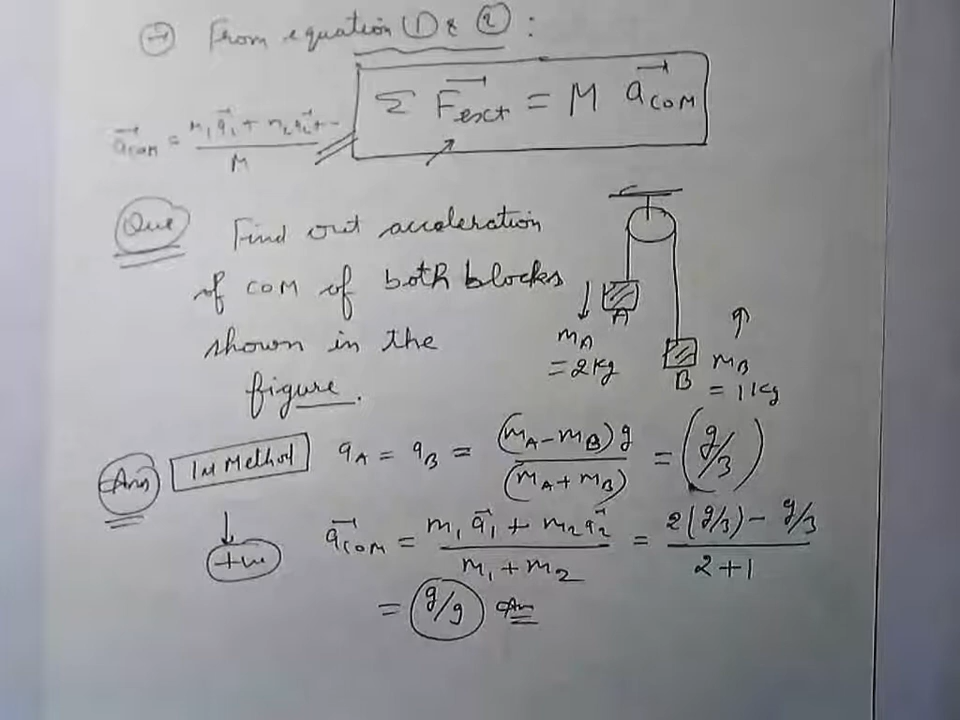 → From equation ① & ② :
Σ F⃗ext = M a⃗com
a⃗com = m₁a⃗₁ + m₂a⃗₂ + -- / M
Que Find out acceleration
of COM of both blocks
shown in the
figure.
A
mA
= 2kg
B
mB
= 1kg
Ans Ist Method aA = aB = (mA-mB)g / (mA+mB) = (g/3)
↓ +ve a⃗com = m₁a⃗₁ + m₂a⃗₂ / m₁+m₂ = 2(g/3) - g/3 / 2+1
= g/g Ans